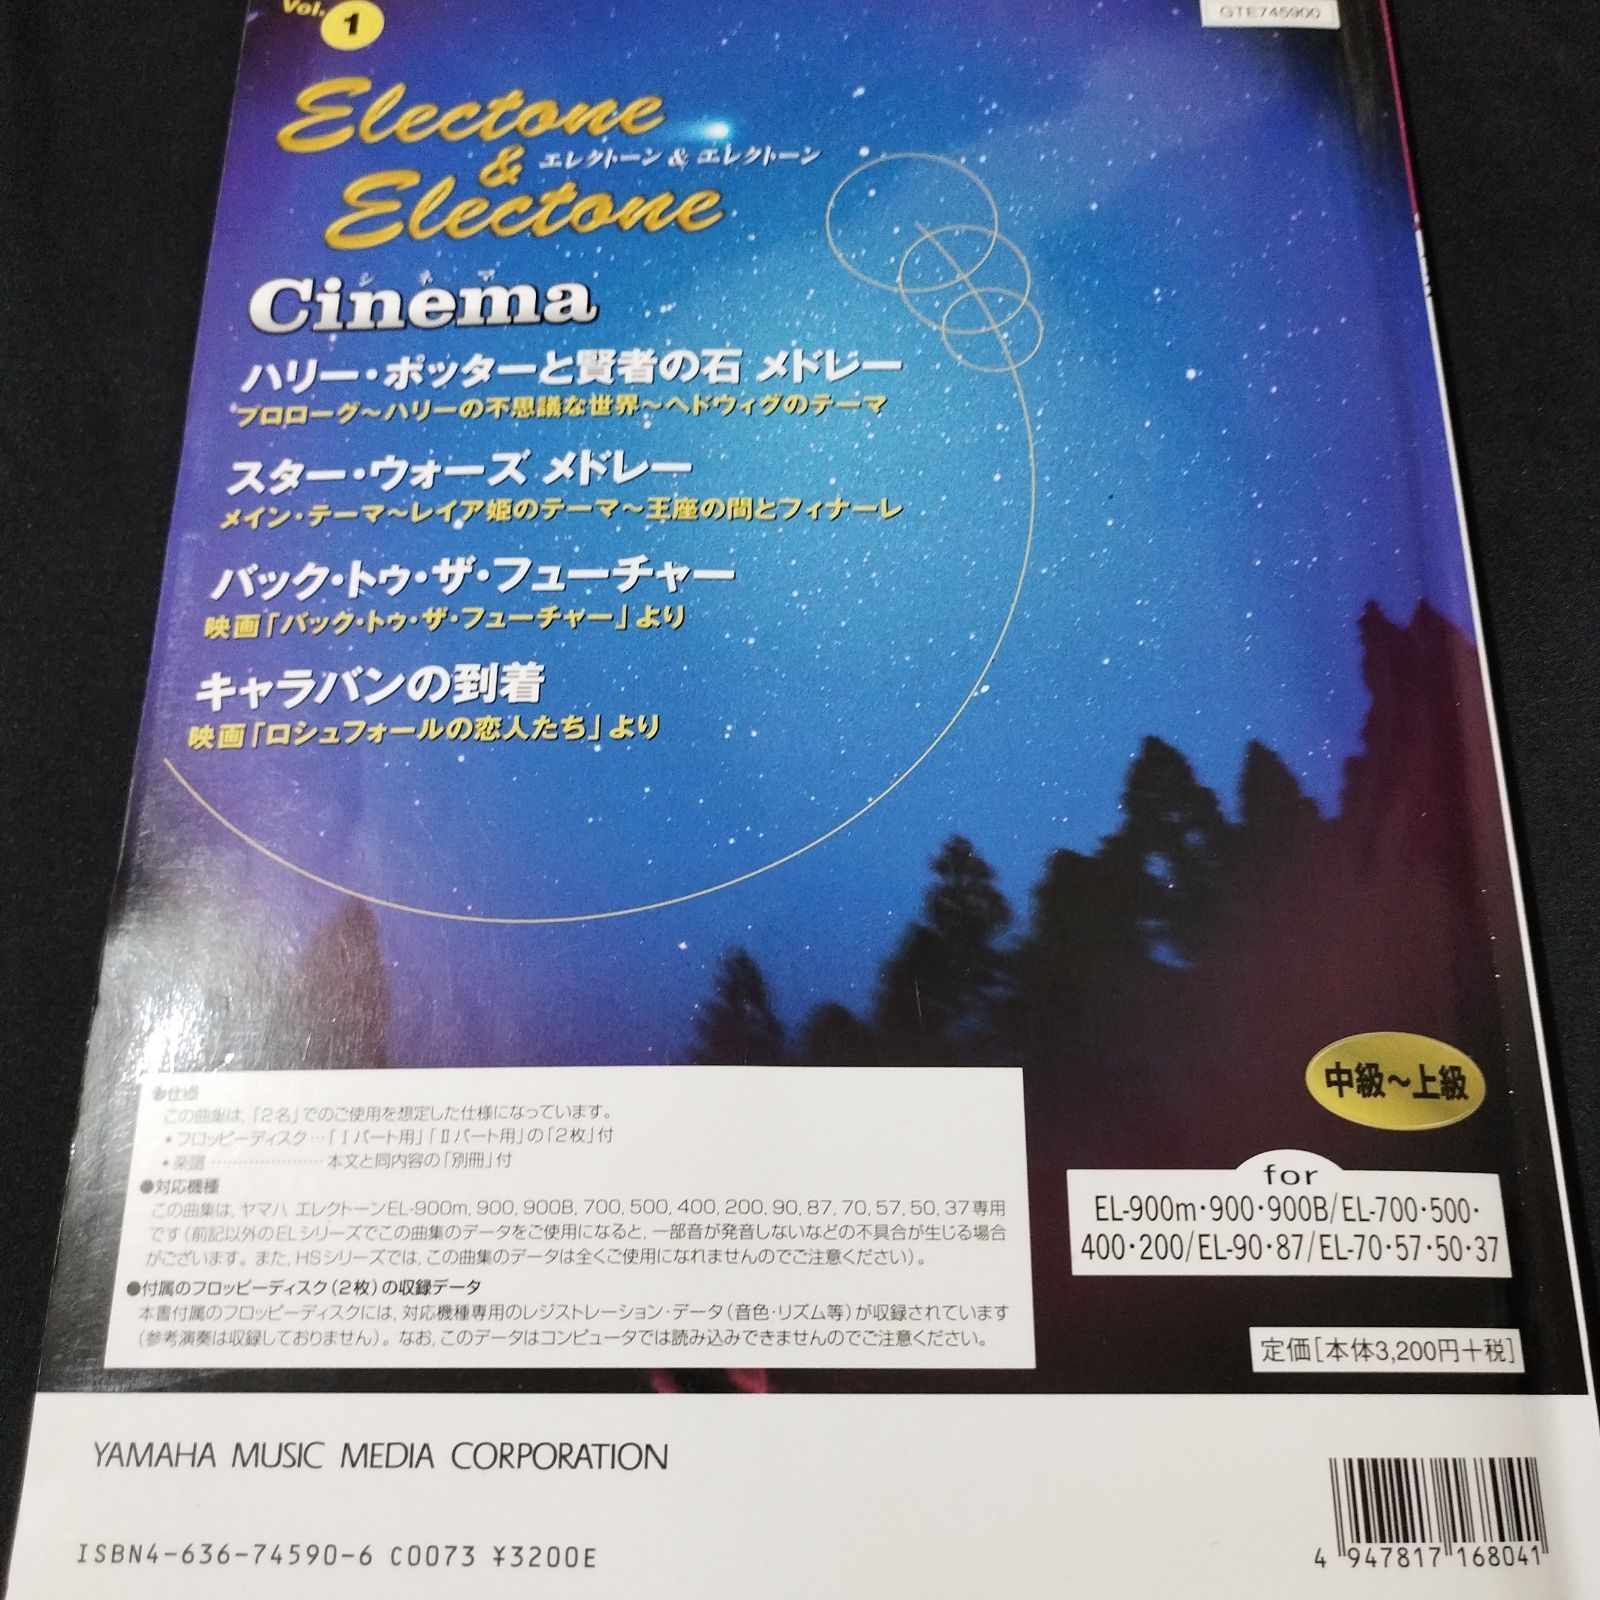 Vol.
1
GTE745900
Electone
& エレクトーン & エレクトーン
Electone
シネマ
Cinema
ハリー・ポッターと賢者の石 メドレー
プロローグ〜ハリーの不思議な世界〜ヘドウィグのテーマ
スター・ウォーズ メドレー
メイン・テーマ〜レイア姫のテーマ〜王座の間とフィナーレ
バック・トゥ・ザ・フューチャー
映画「バック・トゥ・ザ・フューチャー」より
キャラバンの到着
映画「ロシュフォールの恋人たち」より
中級〜上級
●仕様
この曲集は、「2名」でのご使用を想定した仕様になっています。
• フロッピーディスク…「Ⅰパート用」「Ⅱパート用」の「2枚」付
• 楽譜 …………………… 本文と同内容の「別冊」付
●対応機種
この曲集は、ヤマハ エレクトーンEL-900m, 900, 900B, 700, 500, 400, 200, 90, 87, 70, 57, 50, 37専用
です(前記以外のELシリーズでこの曲集のデータをご使用になると、一部音が発音しないなどの不具合が生じる場合
がございます。また、HSシリーズでは、この曲集のデータは全くご使用になれませんのでご注意ください)。
●付属のフロッピーディスク(2枚)の収録データ
本書付属のフロッピーディスクには、対応機種専用のレジストレーション・データ(音色・リズム等)が収録されています
(参考演奏は収録しておりません)。なお、このデータはコンピュータでは読み込みできませんのでご注意ください。
for
EL-900m・900・900B/EL-700・500・
400・200/EL-90・87/EL-70・57・50・37
定価[本体3,200円+税]
YAMAHA MUSIC MEDIA CORPORATION
ISBN4-636-74590-6 C0073 ¥3200E
4 947817 168041